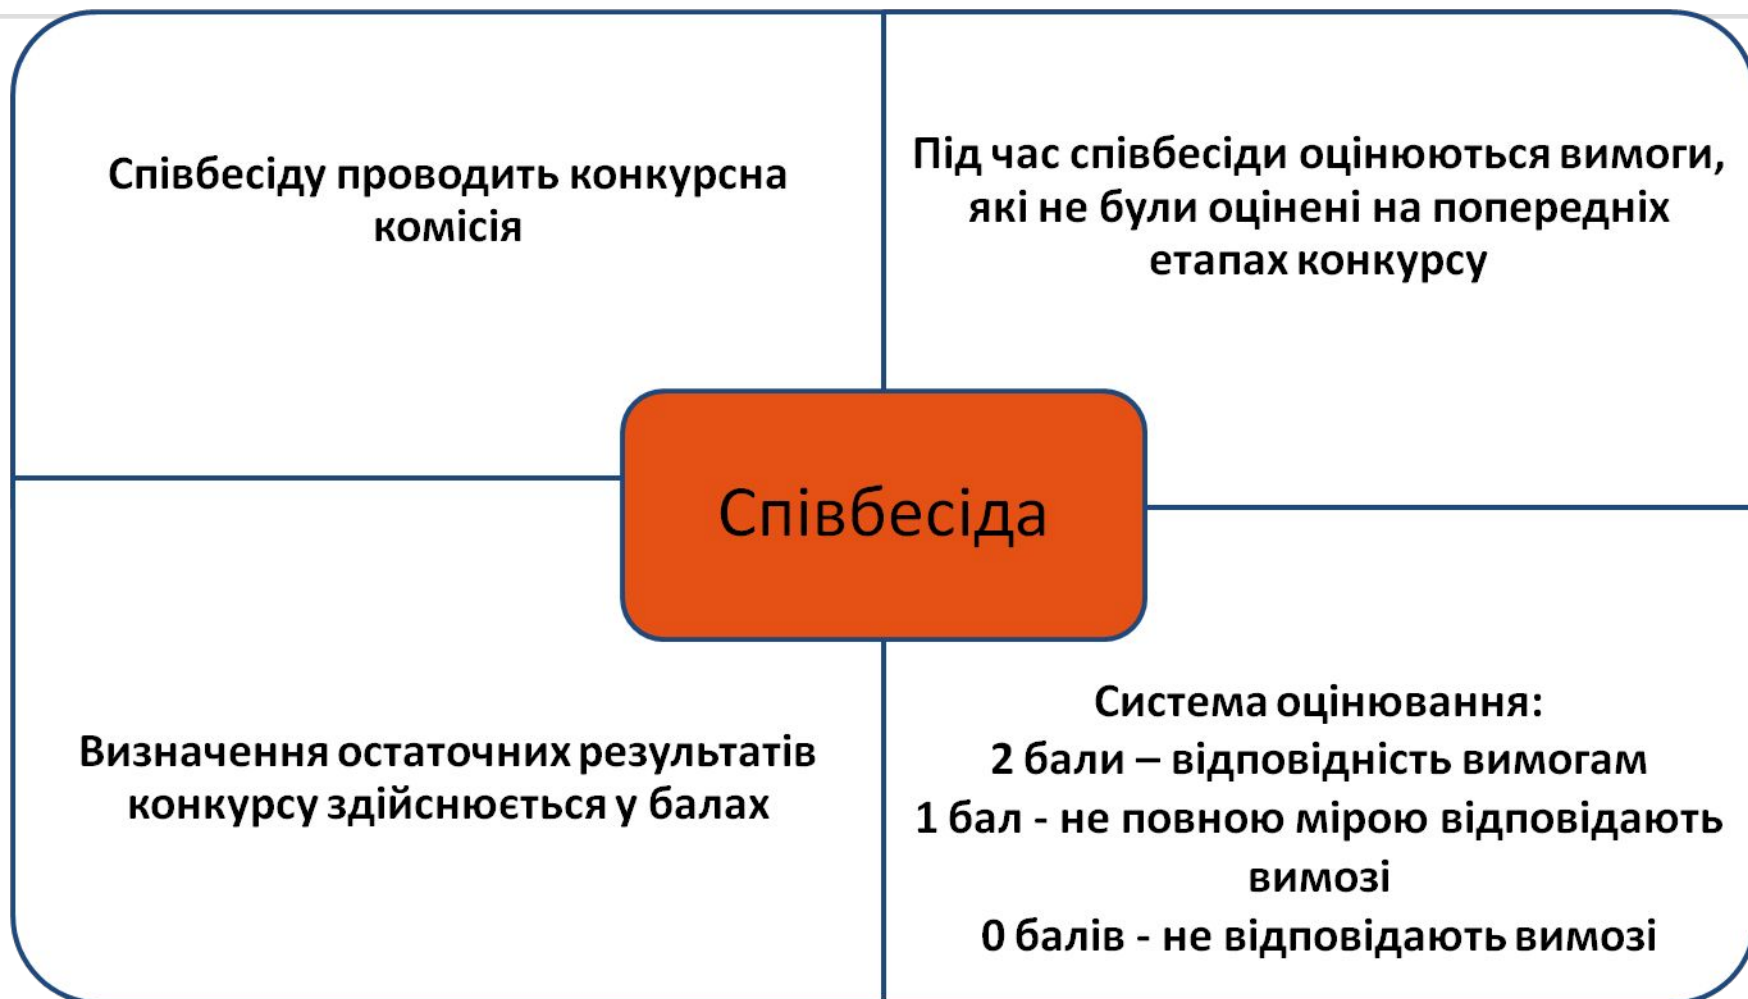 Співбесіду проводить конкурсна
комісія
Під час співбесіди оцінюються вимоги,
які не були оцінені на попередніх
етапах конкурсу
Співбесіда
Визначення остаточних результатів
конкурсу здійснюється у балах
Система оцінювання:
2 бали – відповідність вимогам
1 бал - не повною мірою відповідають
вимозі
0 балів - не відповідають вимозі